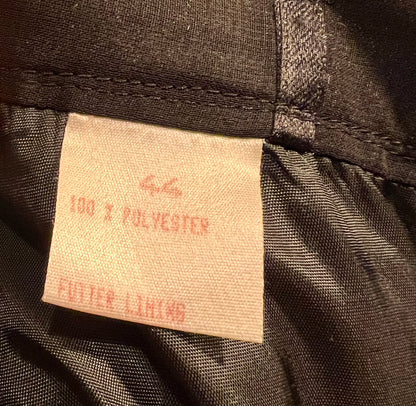 44
100 % POLYESTER
FUTTER LINING